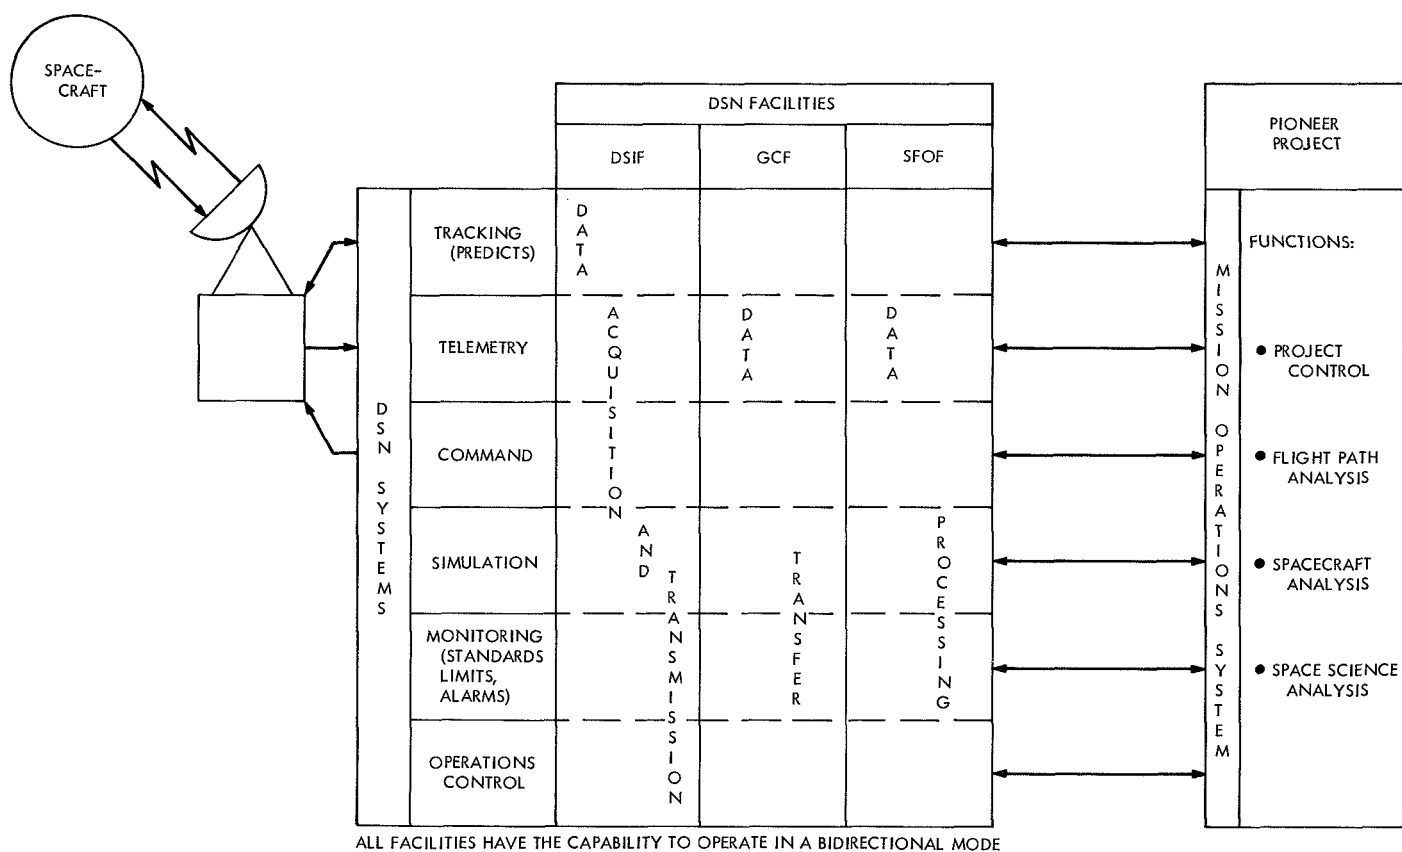 SPACE-
CRAFT
DSN FACILITIES
DSIF
GCF
SFOF
PIONEER
PROJECT
DSN SYSTEMS
TRACKING
(PREDICTS)
TELEMETRY
COMMAND
SIMULATION
MONITORING
(STANDARDS
LIMITS,
ALARMS)
OPERATIONS
CONTROL
DATA
ACQUISITION
AND
TRANSMISSION
DATA
TRANSFER
DATA
PROCESSING
MISSION OPERATIONS SYSTEM
FUNCTIONS:
● PROJECT
CONTROL
● FLIGHT PATH
ANALYSIS
● SPACECRAFT
ANALYSIS
● SPACE SCIENCE
ANALYSIS
ALL FACILITIES HAVE THE CAPABILITY TO OPERATE IN A BIDIRECTIONAL MODE